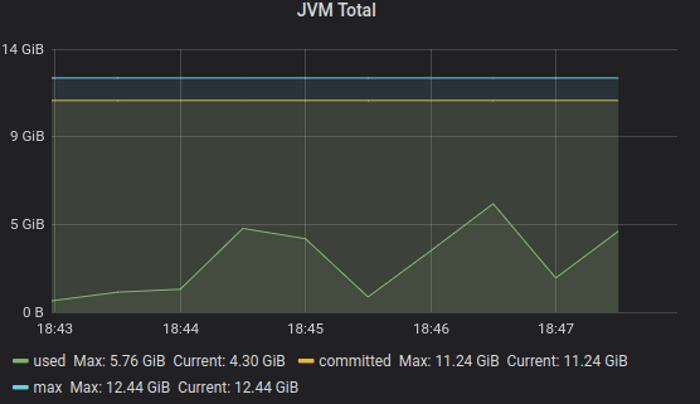 JVM Total
14 GiB
9 GiB
5 GiB
0 B
18:43 18:44 18:45 18:46 18:47
used Max: 5.76 GiB Current: 4.30 GiB committed Max: 11.24 GiB Current: 11.24 GiB
max Max: 12.44 GiB Current: 12.44 GiB